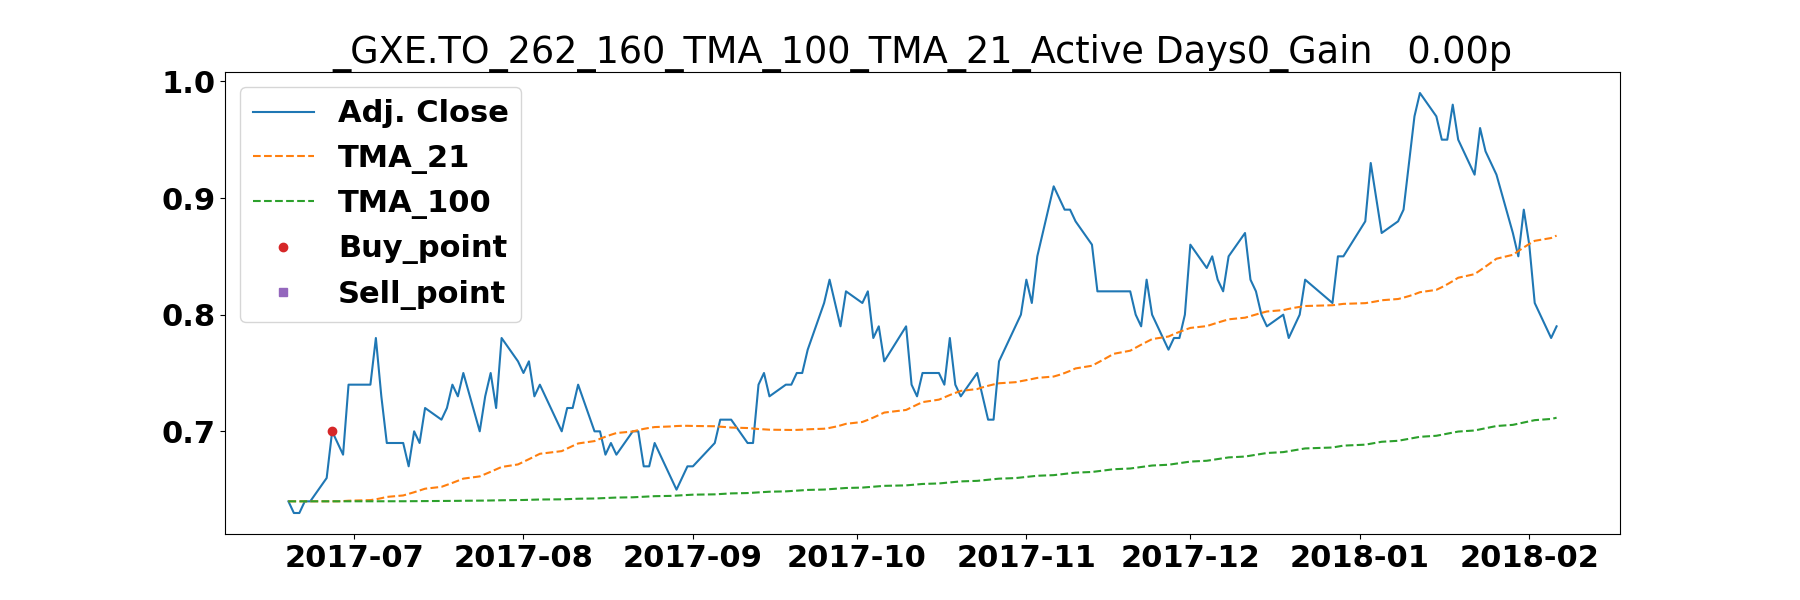 _GXE.TO_262_160_TMA_100_TMA_21_Active Days0_Gain   0.00p
1.0
0.9
0.8
0.7
Adj. Close
TMA_21
TMA_100
Buy_point
Sell_point
2017-07 2017-08 2017-09 2017-10 2017-11 2017-12 2018-01 2018-02